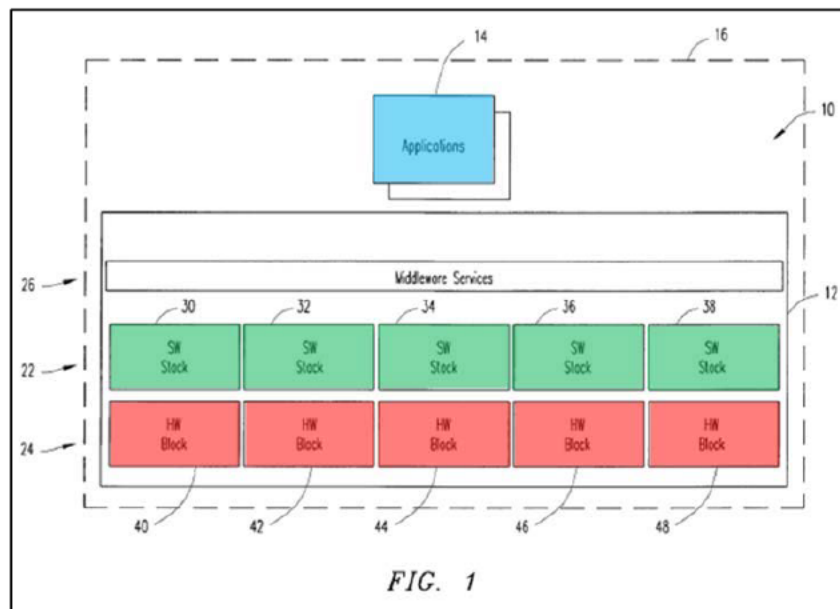 14
16
10
Applications
26
Middleware Services
12
30 32 34 36 38
SW SW SW SW SW
Stack Stack Stack Stack Stack
22
HW HW HW HW HW
Block Block Block Block Block
24
40 42 44 46 48
FIG. 1